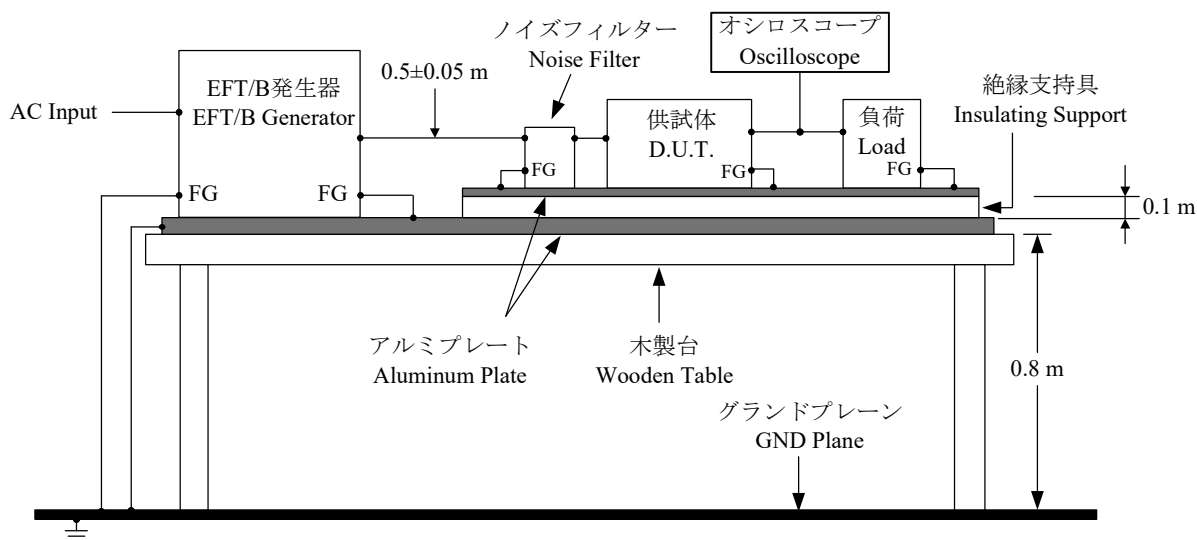 ノイズフィルター
Noise Filter
オシロスコープ
Oscilloscope
0.5±0.05 m
絶縁支持具
Insulating Support
EFT/B発生器
EFT/B Generator
AC Input
供試体
D.U.T.
負荷
Load
FG
FG
FG
FG
FG
0.1 m
アルミプレート
Aluminum Plate
木製台
Wooden Table
0.8 m
グランドプレーン
GND Plane